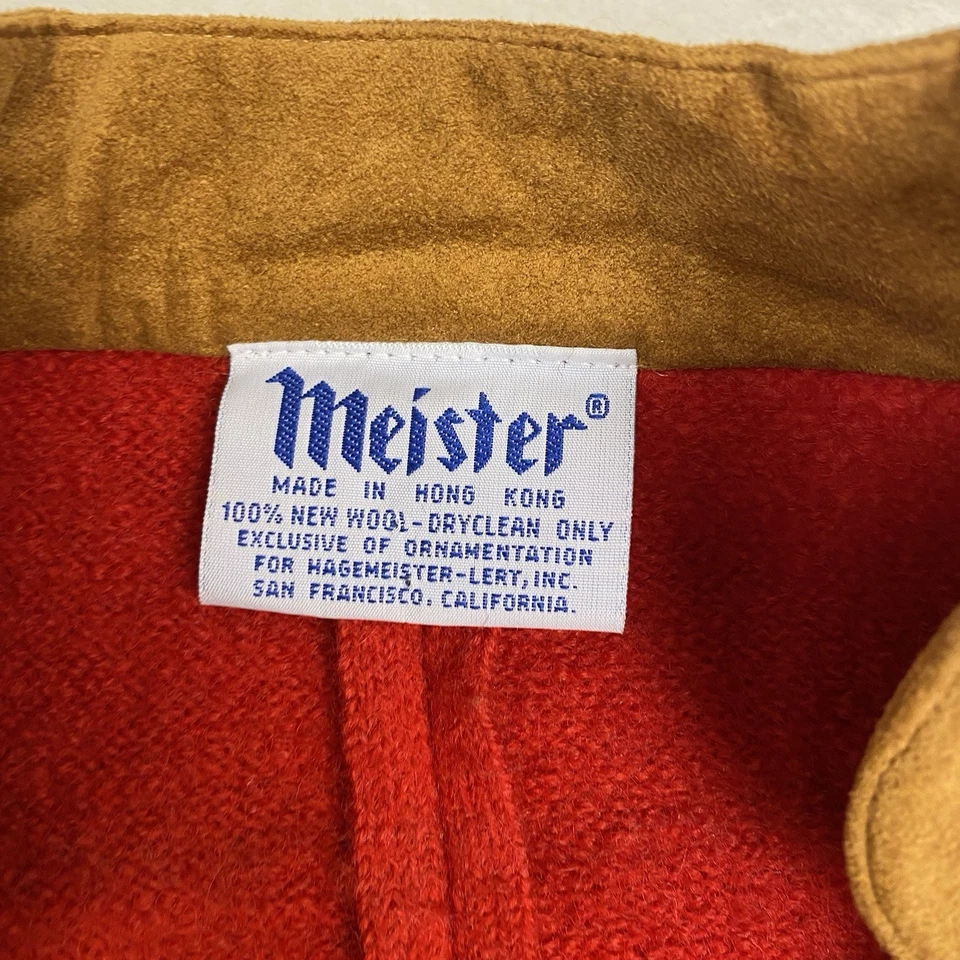 Meister®
MADE IN HONG KONG
100% NEW WOOL-DRYCLEAN ONLY
EXCLUSIVE OF ORNAMENTATION
FOR HAGEMEISTER-LERT, INC.
SAN FRANCISCO, CALIFORNIA.